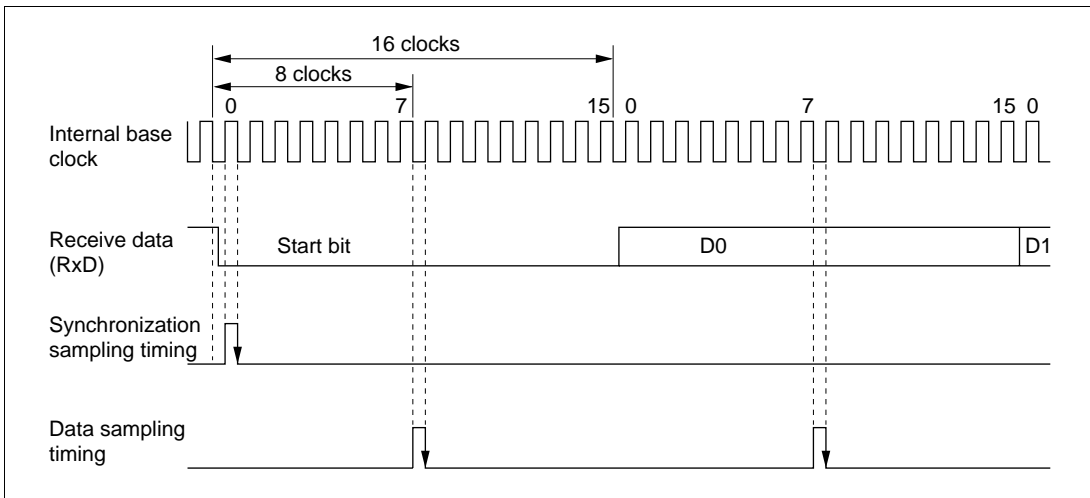 16 clocks
8 clocks
0 7 15 0 7 15 0
Internal base
clock
Receive data
(RxD)
Start bit D0 D1
Synchronization
sampling timing
Data sampling
timing